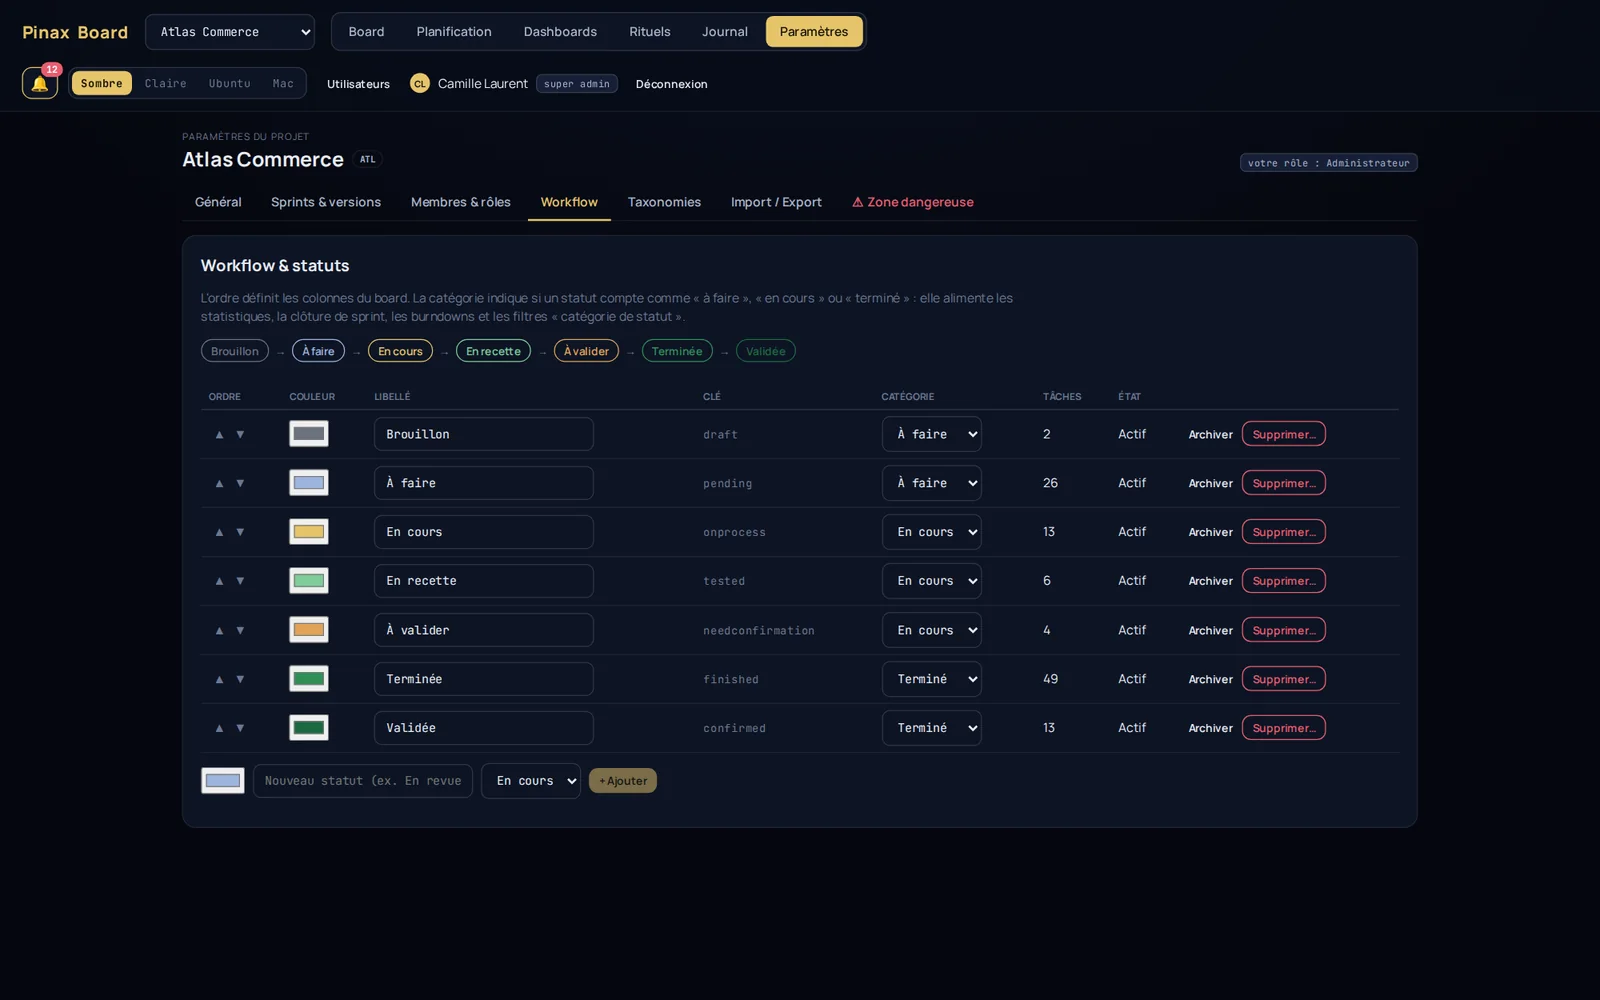 Pinax Board
Atlas Commerce
Board
Planification
Dashboards
Rituels
Journal
Paramètres
12
Sombre
Claire
Ubuntu
Mac
Utilisateurs
CL
Camille Laurent
super admin
Déconnexion
PARAMÈTRES DU PROJET
Atlas Commerce
ATL
votre rôle : Administrateur
Général
Sprints & versions
Membres & rôles
Workflow
Taxonomies
Import / Export
⚠ Zone dangereuse
Workflow & statuts
L'ordre définit les colonnes du board. La catégorie indique si un statut compte comme « à faire », « en cours » ou « terminé » : elle alimente les
statistiques, la clôture de sprint, les burndowns et les filtres « catégorie de statut ».
Brouillon → À faire → En cours → En recette → À valider → Terminée → Validée
ORDRE COULEUR LIBELLÉ CLÉ CATÉGORIE TÂCHES ÉTAT
▲ ▼ Brouillon draft À faire 2 Actif Archiver Supprimer…
▲ ▼ À faire pending À faire 26 Actif Archiver Supprimer…
▲ ▼ En cours onprocess En cours 13 Actif Archiver Supprimer…
▲ ▼ En recette tested En cours 6 Actif Archiver Supprimer…
▲ ▼ À valider needconfirmation En cours 4 Actif Archiver Supprimer…
▲ ▼ Terminée finished Terminé 49 Actif Archiver Supprimer…
▲ ▼ Validée confirmed Terminé 13 Actif Archiver Supprimer…
Nouveau statut (ex. En revue
En cours
+ Ajouter